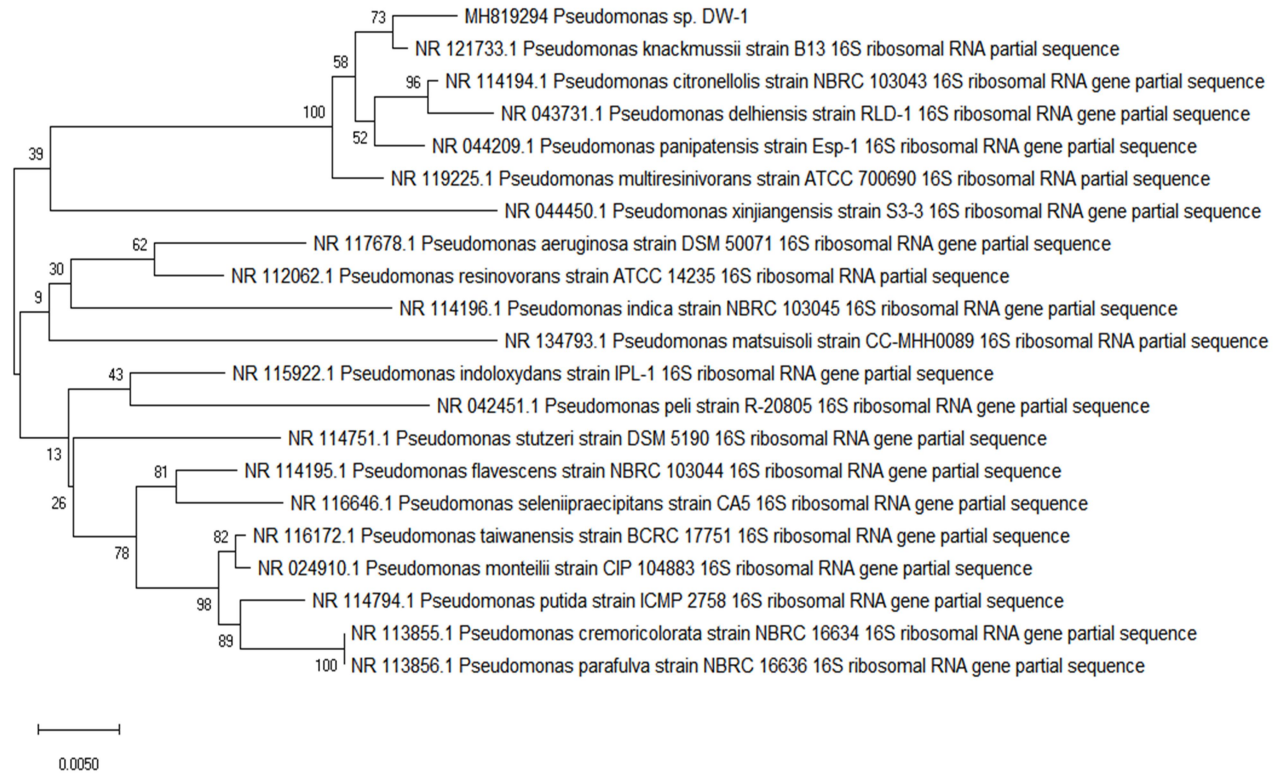 73
MH819294 Pseudomonas sp. DW-1
NR 121733.1 Pseudomonas knackmussii strain B13 16S ribosomal RNA partial sequence
58
96
NR 114194.1 Pseudomonas citronellolis strain NBRC 103043 16S ribosomal RNA gene partial sequence
100
NR 043731.1 Pseudomonas delhiensis strain RLD-1 16S ribosomal RNA gene partial sequence
52
NR 044209.1 Pseudomonas panipatensis strain Esp-1 16S ribosomal RNA gene partial sequence
39
NR 119225.1 Pseudomonas multiresinivorans strain ATCC 700690 16S ribosomal RNA partial sequence
NR 044450.1 Pseudomonas xinjiangensis strain S3-3 16S ribosomal RNA gene partial sequence
62
NR 117678.1 Pseudomonas aeruginosa strain DSM 50071 16S ribosomal RNA gene partial sequence
30
NR 112062.1 Pseudomonas resinovorans strain ATCC 14235 16S ribosomal RNA partial sequence
9
NR 114196.1 Pseudomonas indica strain NBRC 103045 16S ribosomal RNA gene partial sequence
NR 134793.1 Pseudomonas matsuisoli strain CC-MHH0089 16S ribosomal RNA partial sequence
43
NR 115922.1 Pseudomonas indoloxydans strain IPL-1 16S ribosomal RNA gene partial sequence
NR 042451.1 Pseudomonas peli strain R-20805 16S ribosomal RNA gene partial sequence
13
NR 114751.1 Pseudomonas stutzeri strain DSM 5190 16S ribosomal RNA gene partial sequence
81
NR 114195.1 Pseudomonas flavescens strain NBRC 103044 16S ribosomal RNA gene partial sequence
26
NR 116646.1 Pseudomonas seleniipraecipitans strain CA5 16S ribosomal RNA gene partial sequence
82
NR 116172.1 Pseudomonas taiwanensis strain BCRC 17751 16S ribosomal RNA gene partial sequence
78
NR 024910.1 Pseudomonas monteilii strain CIP 104883 16S ribosomal RNA gene partial sequence
98
NR 114794.1 Pseudomonas putida strain ICMP 2758 16S ribosomal RNA gene partial sequence
89
NR 113855.1 Pseudomonas cremoricolorata strain NBRC 16634 16S ribosomal RNA gene partial sequence
100
NR 113856.1 Pseudomonas parafulva strain NBRC 16636 16S ribosomal RNA gene partial sequence
0.0050